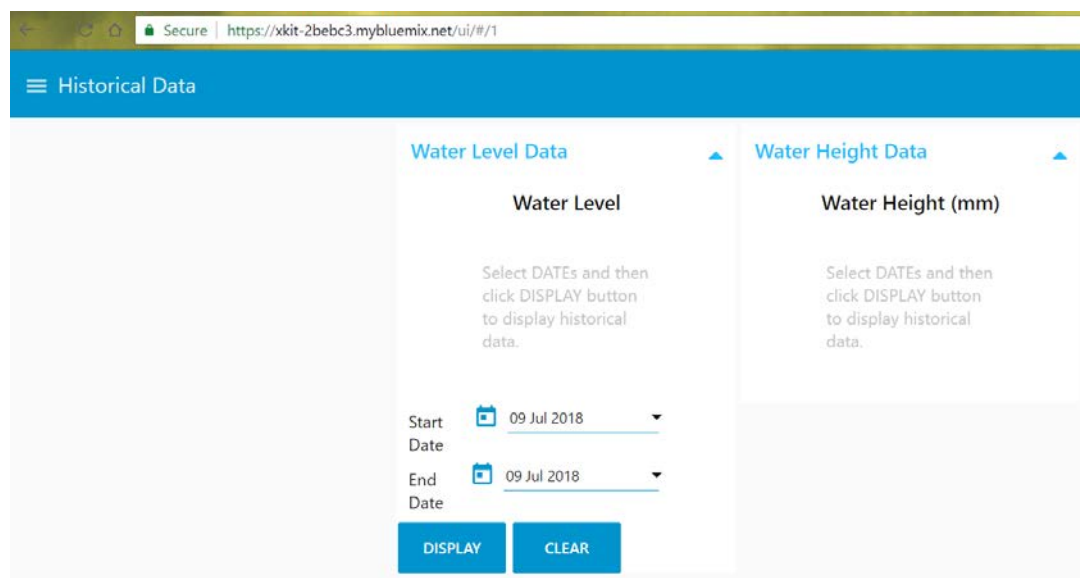 Secure https://xkit-2bebc3.mybluemix.net/ui/#/1
Historical Data
Water Level Data
Water Level
Select DATEs and then
click DISPLAY button
to display historical
data.
Start
Date
09 Jul 2018
End
Date
09 Jul 2018
DISPLAY
CLEAR
Water Height Data
Water Height (mm)
Select DATEs and then
click DISPLAY button
to display historical
data.